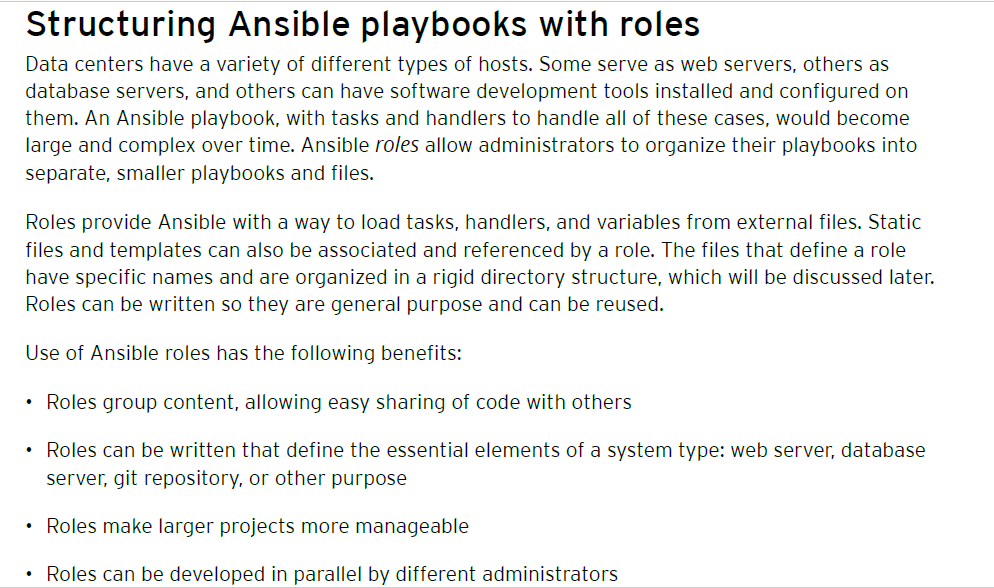 Structuring Ansible playbooks with roles
Data centers have a variety of different types of hosts. Some serve as web servers, others as
database servers, and others can have software development tools installed and configured on
them. An Ansible playbook, with tasks and handlers to handle all of these cases, would become
large and complex over time. Ansible roles allow administrators to organize their playbooks into
separate, smaller playbooks and files.
Roles provide Ansible with a way to load tasks, handlers, and variables from external files. Static
files and templates can also be associated and referenced by a role. The files that define a role
have specific names and are organized in a rigid directory structure, which will be discussed later.
Roles can be written so they are general purpose and can be reused.
Use of Ansible roles has the following benefits:
• Roles group content, allowing easy sharing of code with others
• Roles can be written that define the essential elements of a system type: web server, database
server, git repository, or other purpose
• Roles make larger projects more manageable
• Roles can be developed in parallel by different administrators